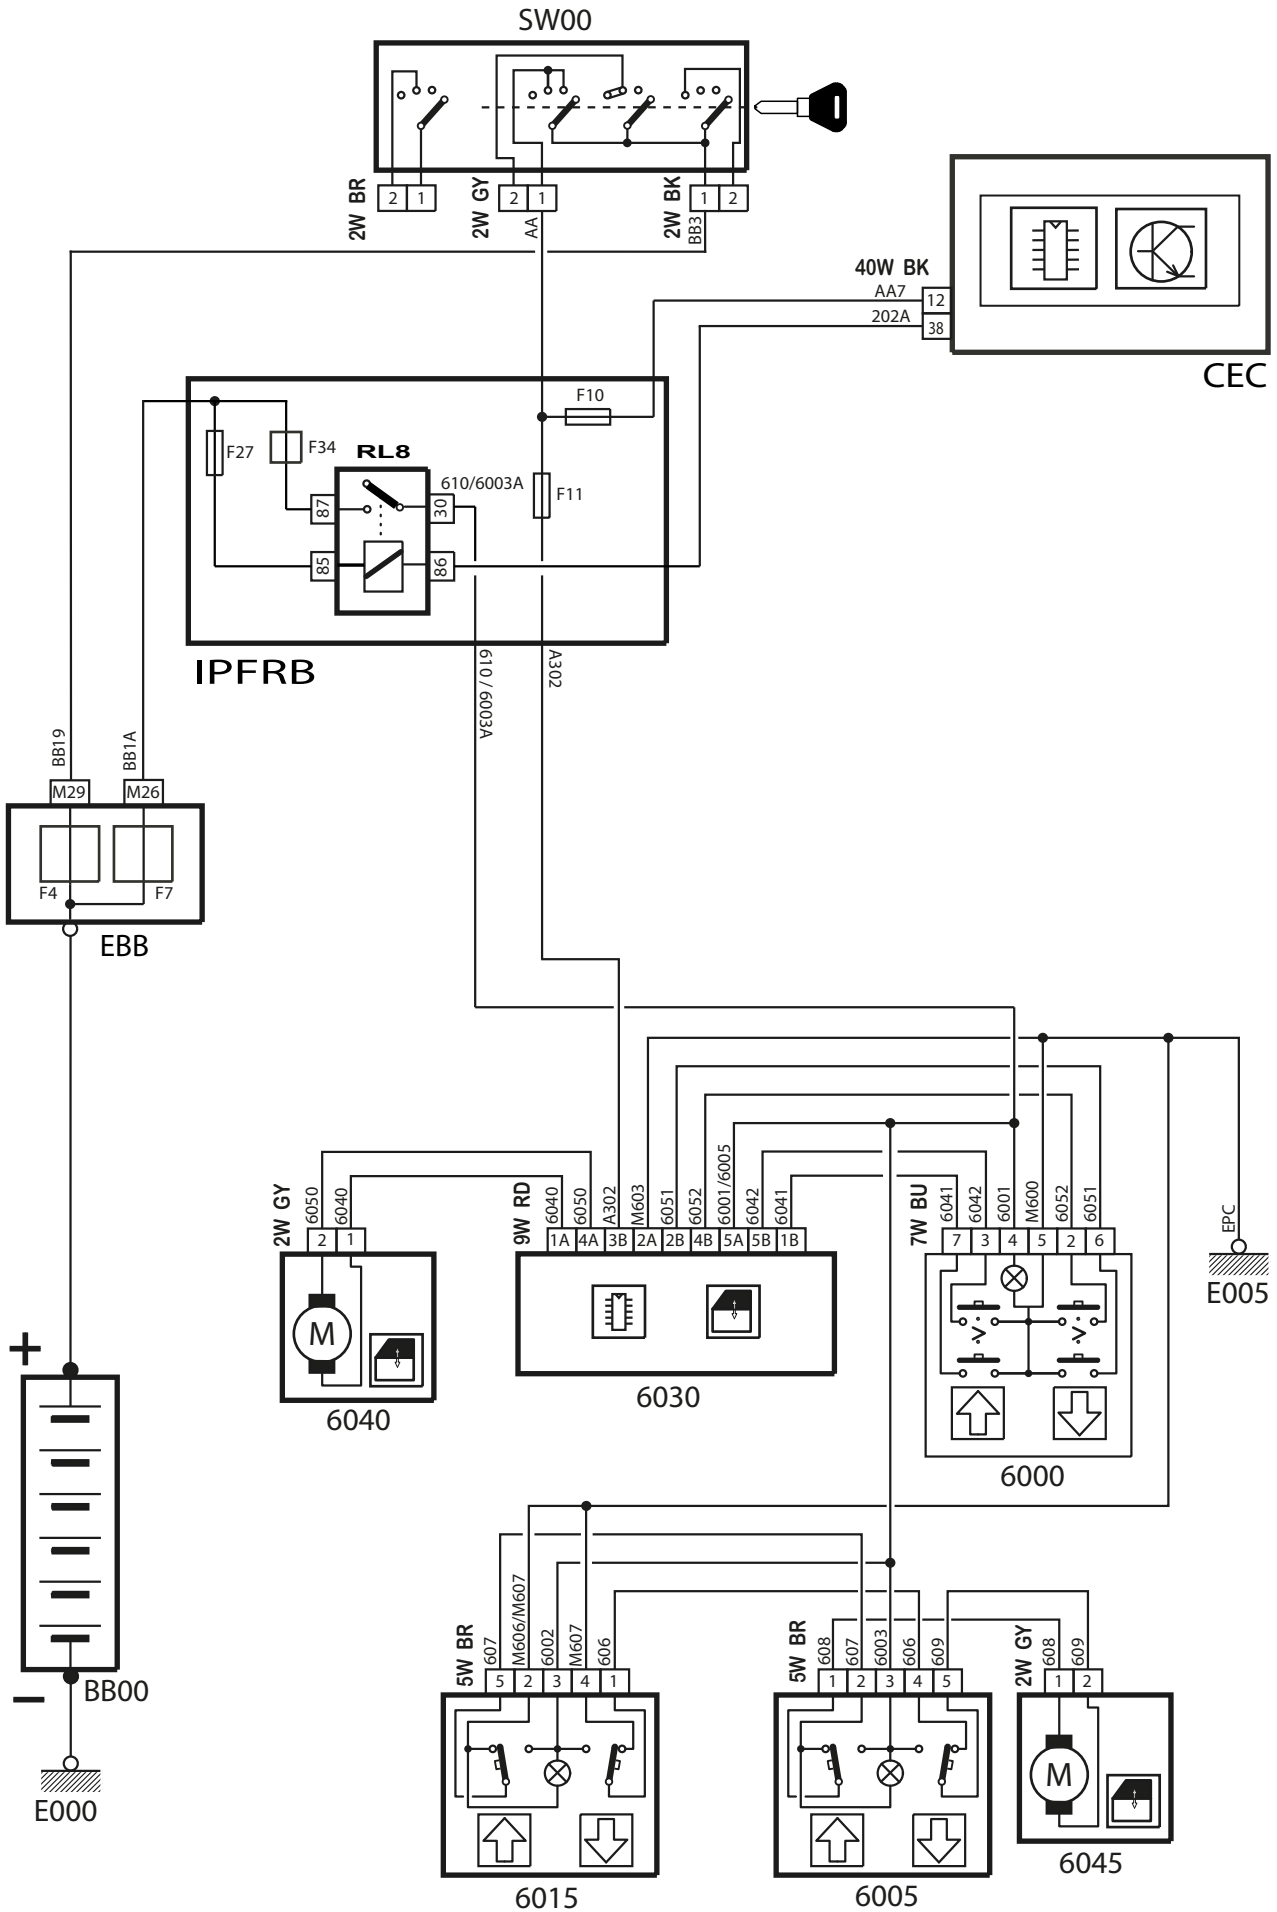 SW00
2W BR
2 1
2W GY
2 1
2W BK
1 2
AA
BB3
40W BK
AA7
12
202A
38
CEC
F10
F27
F34
RL8
610/6003A
F11
87
30
85
86
IPFRB
610 / 6003A
A302
BB19
BB1A
M29
M26
F4
F7
EBB
2W GY
6050
6040
2 1
M
6040
9W RD
6040
6050
A302
M603
6051
6052
6001/6005
6042
6041
1A 4A 3B 2A 2B 4B 5A 5B 1B
6030
7W BU
6041
6042
6001
M600
6052
6051
7 3 4 5 2 6
> >
6000
EPC
E005
+
BB00
−
E000
5W BR
607
M606/M607
6002
M607
606
5 2 3 4 1
6015
5W BR
608
607
6003
606
609
1 2 3 4 5
6005
2W GY
608
609
1 2
M
6045